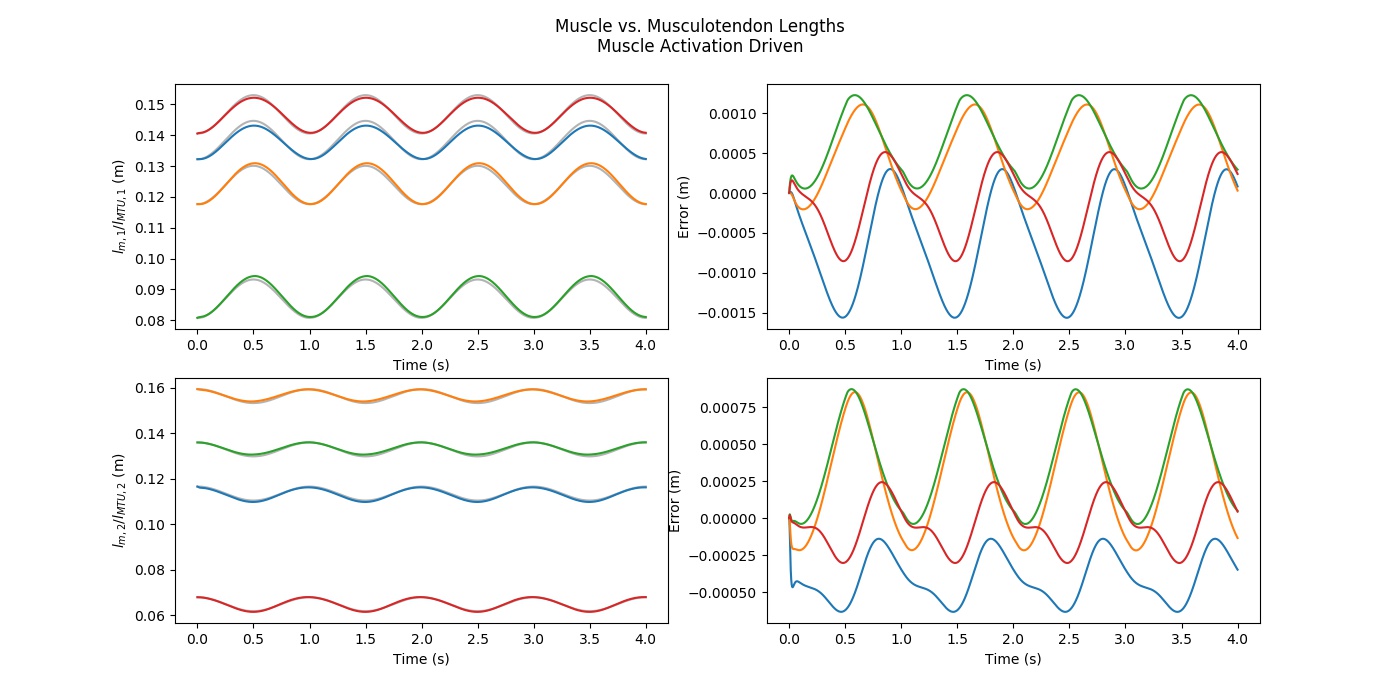 Muscle vs. Musculotendon Lengths
Muscle Activation Driven
l_{m,1}/l_{MTU,1} (m)
0.15
0.14
0.13
0.12
0.11
0.10
0.09
0.08
0.0 0.5 1.0 1.5 2.0 2.5 3.0 3.5 4.0
Time (s)
Error (m)
0.0010
0.0005
0.0000
−0.0005
−0.0010
−0.0015
0.0 0.5 1.0 1.5 2.0 2.5 3.0 3.5 4.0
Time (s)
l_{m,2}/l_{MTU,2} (m)
0.16
0.14
0.12
0.10
0.08
0.06
0.0 0.5 1.0 1.5 2.0 2.5 3.0 3.5 4.0
Time (s)
Error (m)
0.00075
0.00050
0.00025
0.00000
−0.00025
−0.00050
0.0 0.5 1.0 1.5 2.0 2.5 3.0 3.5 4.0
Time (s)